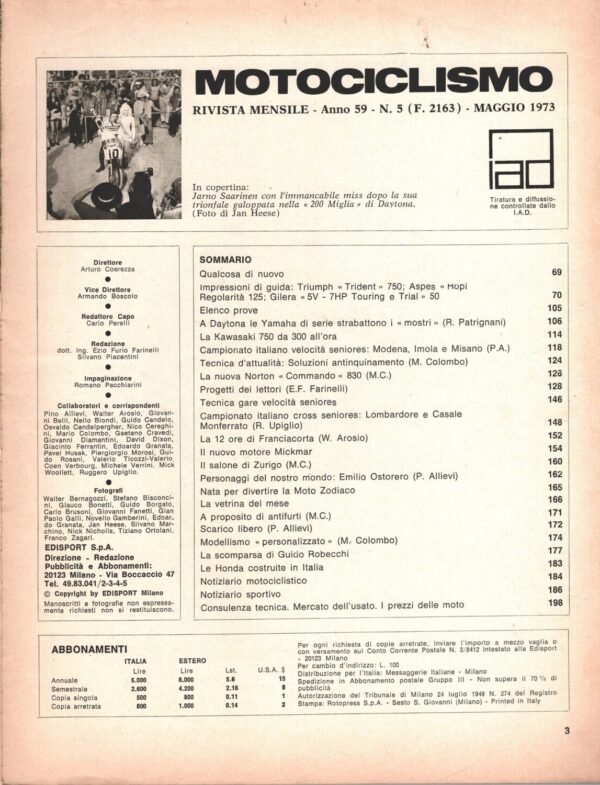 MOTOCICLISMO
RIVISTA MENSILE - Anno 59 - N. 5 (F. 2163) - MAGGIO 1973
In copertina:
Jarno Saarinen con l'immancabile miss dopo la sua
trionfale galoppata nella « 200 Miglia » di Daytona.
(Foto di Jan Heese)
iad
Tiratura e diffusio-
ne controllate dallo
I.A.D.
Direttore
Arturo Coerezza
Vice Direttore
Armando Boscolo
Redattore Capo
Carlo Perelli
Redazione
dott. ing. Ezio Furio Farinelli
Silvano Piacentini
Impaginazione
Romano Pacchiarini
Collaboratori e corrispondenti
Pino Allievi, Walter Arosio, Giovan-
ni Belli, Nello Biondi, Guido Candelo,
Osvaldo Candelpergher, Nico Cereghi-
ni, Mario Colombo, Gaetano Cravedi,
Giovanni Diamantini, David Dixon,
Giacinto Ferrantin, Edoardo Granata,
Pavel Husak, Piergiorgio Morosi, Gui-
do Rosani, Valerio Ticozzi-Valerio,
Coen Verbourg, Michele Verrini, Mick
Woollett, Ruggero Upiglio.
Fotografi
Walter Bernagozzi, Stefano Bisconci-
ni, Glauco Bonetti, Guido Borgato,
Carlo Brusoni, Giovanni Fanetti, Gian
Paolo Galli, Novello Gamberini, Edoar-
do Granata, Jan Heese, Silvano Mar-
chino, Nick Nicholls, Tiziano Ortolani,
Franco Zagari.
EDISPORT S.p.A.
Direzione - Redazione
Pubblicità e Abbonamenti:
20123 Milano - Via Boccaccio 47
Tel. 49.83.041/2-3-4-5
© Copyright by EDISPORT Milano
Manoscritti e fotografie non espressa-
mente richiesti non si restituiscono.
SOMMARIO
Qualcosa di nuovo 69
Impressioni di guida: Triumph « Trident » 750; Aspes « Hopi
Regolarità 125; Gilera « 5V - 7HP Touring e Trial » 50 70
Elenco prove 105
A Daytona le Yamaha di serie strabattono i « mostri » (R. Patrignani) 106
La Kawasaki 750 da 300 all'ora 114
Campionato italiano velocità seniores: Modena, Imola e Misano (P.A.) 118
Tecnica d'attualità: Soluzioni antinquinamento (M. Colombo) 124
La nuova Norton « Commando » 830 (M.C.) 128
Progetti dei lettori (E.F. Farinelli) 128
Tecnica gare velocità seniores 146
Campionato italiano cross seniores: Lombardore e Casale
Monferrato (R. Upiglio) 148
La 12 ore di Franciacorta (W. Arosio) 152
Il nuovo motore Mickmar 154
Il salone di Zurigo (M.C.) 160
Personaggi del nostro mondo: Emilio Ostorero (P. Allievi) 162
Nata per divertire la Moto Zodiaco 165
La vetrina del mese 166
A proposito di antifurti (M.C.) 171
Scarico libero (P. Allievi) 172
Modellismo « personalizzato » (M. Colombo) 174
La scomparsa di Guido Robecchi 177
Le Honda costruite in Italia 183
Notiziario motociclistico 184
Notiziario sportivo 186
Consulenza tecnica. Mercato dell'usato. I prezzi delle moto 198
ABBONAMENTI
ITALIA ESTERO
Lire Lire Lst. U.S.A. $
Annuale 5.000 8.000 5.6 15
Semestrale 2.600 4.200 2.16 8
Copia singola 500 800 0.11 1
Copia arretrata 800 1.000 0.14 2
Per ogni richiesta di copie arretrate, inviare l'importo a mezzo vaglia o
con versamento sul Conto Corrente Postale N. 3/8412 intestato alla Edisport
- 20123 Milano
Per cambio d'indirizzo: L. 100
Distribuzione per l'Italia: Messaggerie Italiane - Milano
Spedizione in Abbonamento postale Gruppo III - Non supera il 70 % di
pubblicità
Autorizzazione del Tribunale di Milano 24 luglio 1948 N. 274 del Registro
Stampa: Rotopress S.p.A. - Sesto S. Giovanni (Milano) - Printed in Italy
3